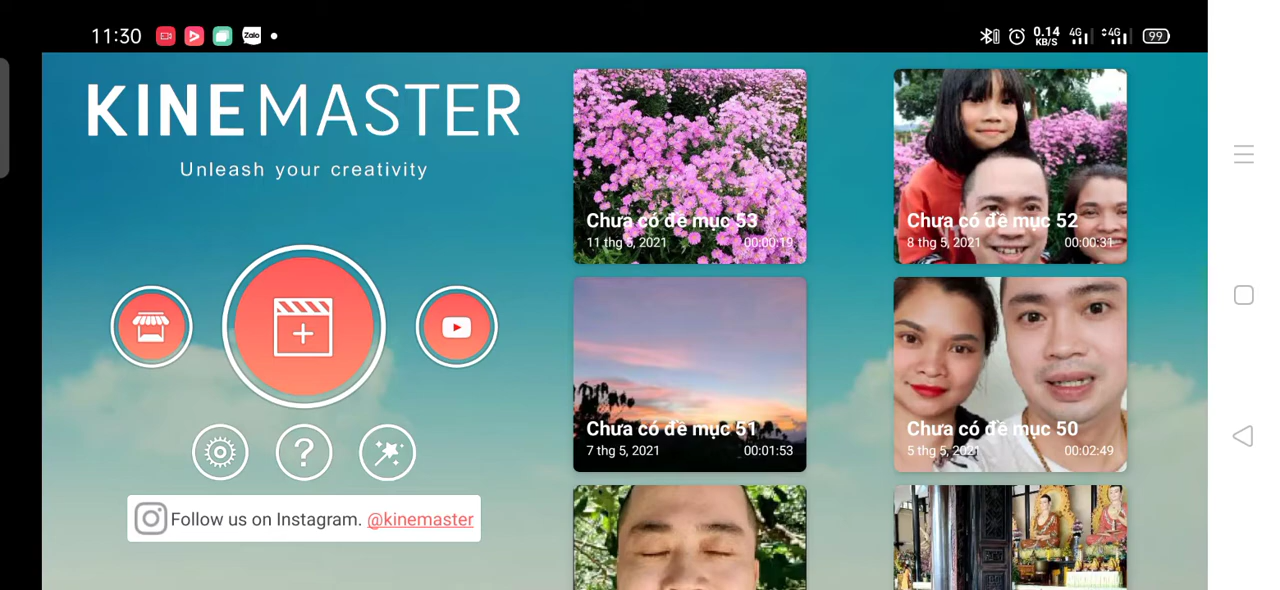 11:30
Zalo
0.14
KB/S
4G
4G
99
KINEMASTER
Unleash your creativity
Follow us on Instagram. @kinemaster
Chưa có đề mục 53
11 thg 5, 2021 00:00:19
Chưa có đề mục 52
8 thg 5, 2021 00:00:31
Chưa có đề mục 51
7 thg 5, 2021 00:01:53
Chưa có đề mục 50
5 thg 5, 2021 00:02:49